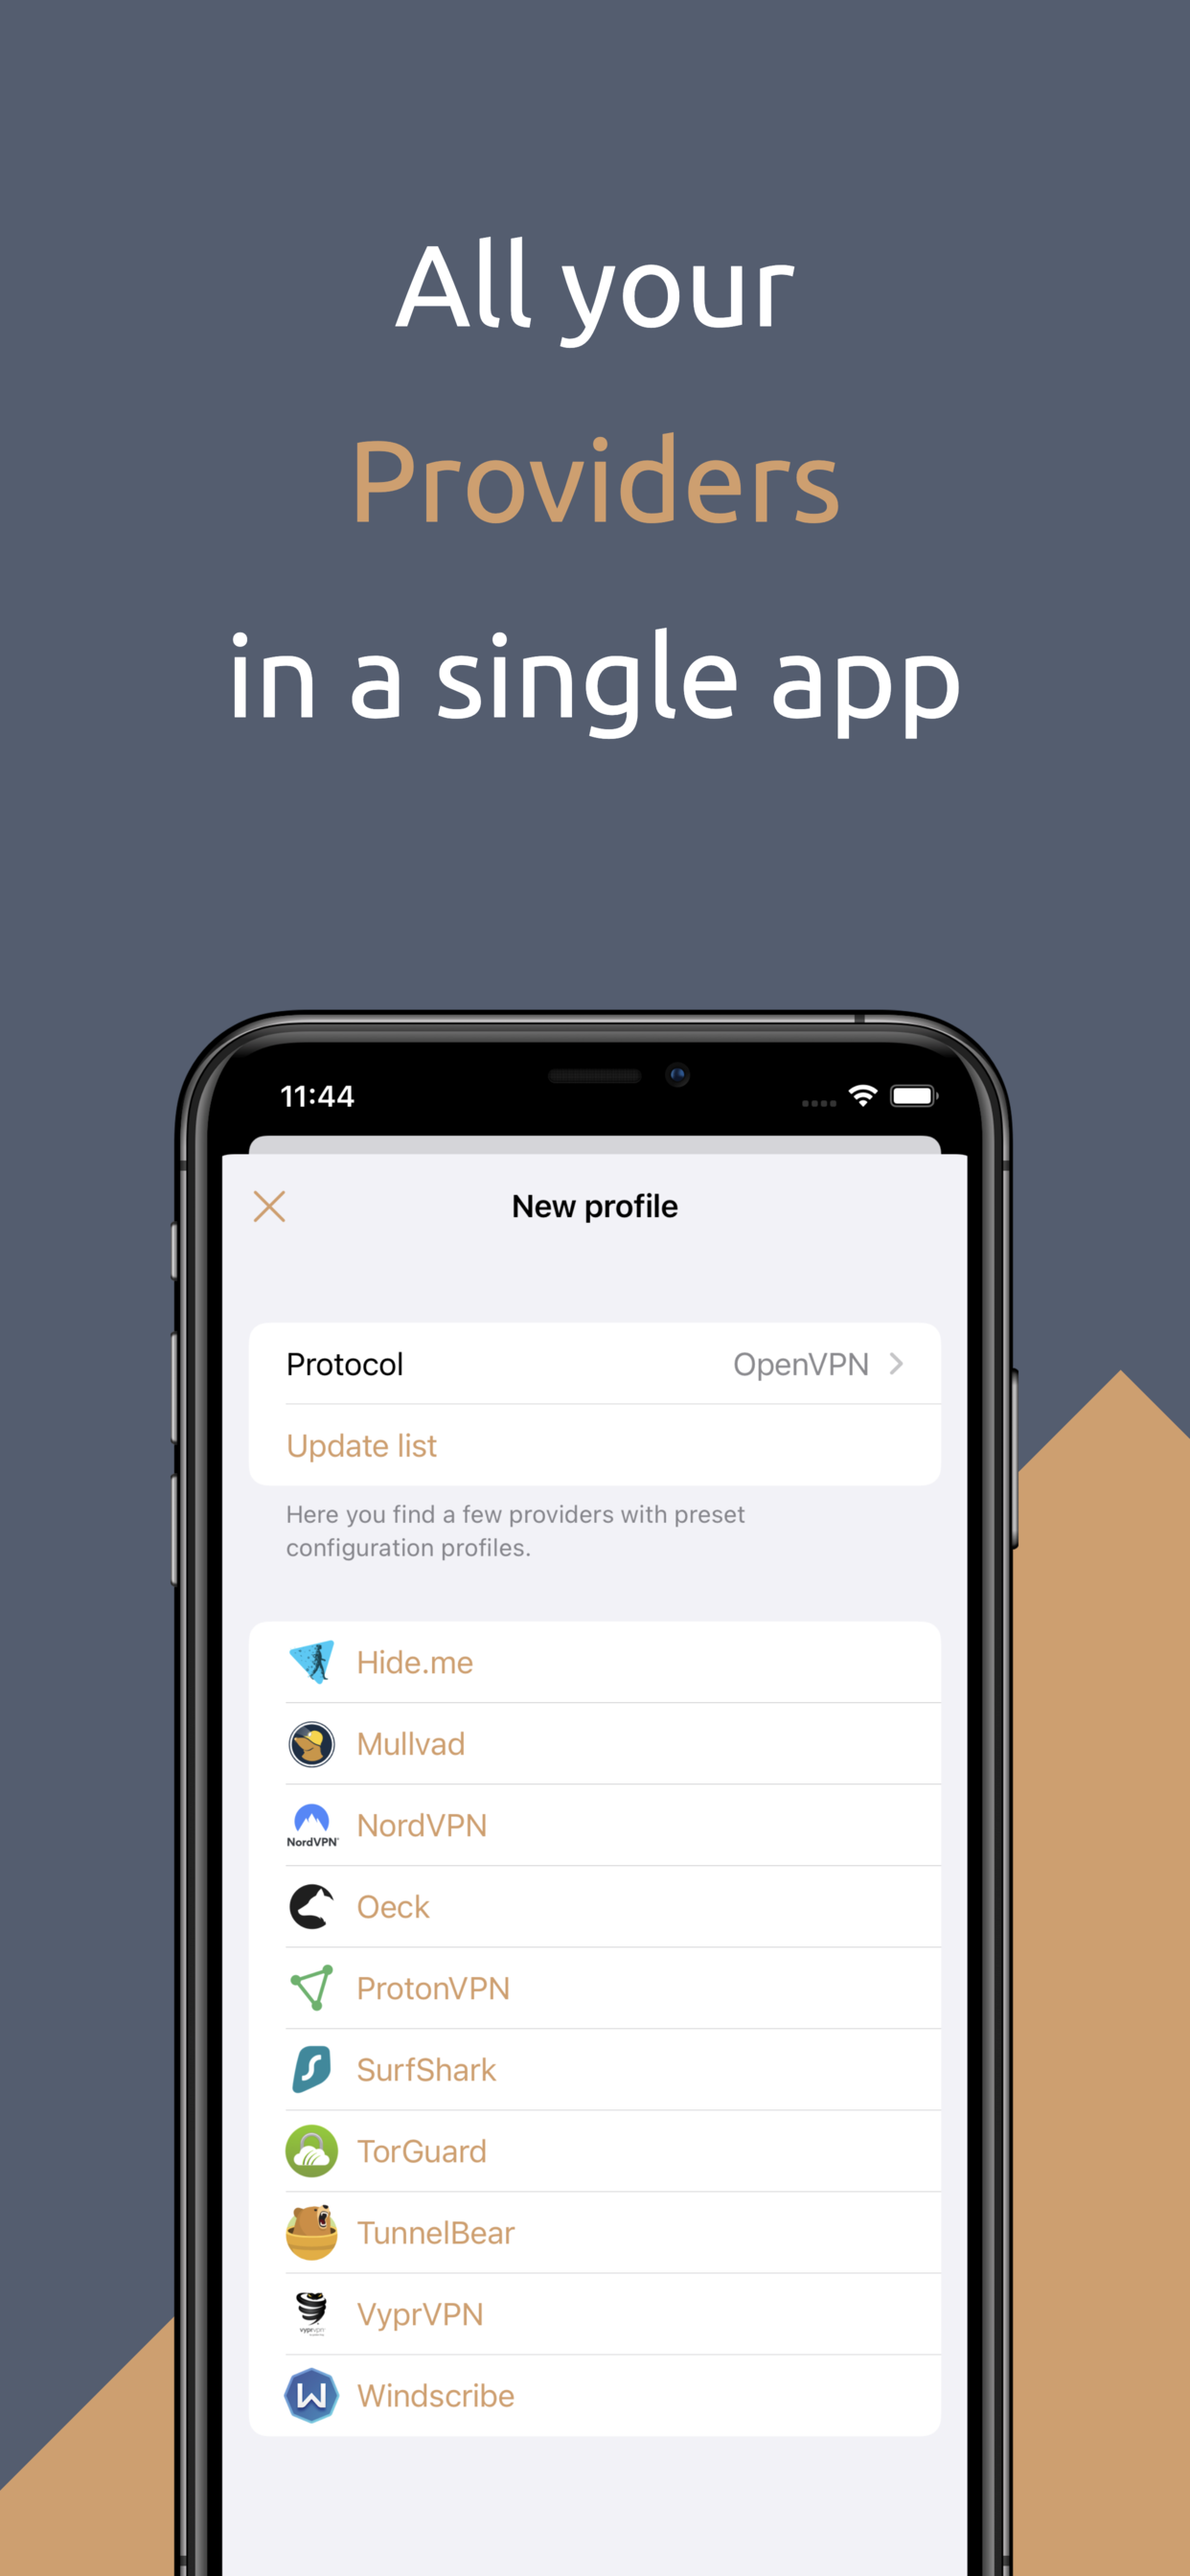 All your
Providers
in a single app
11:44
New profile
Protocol OpenVPN
Update list
Here you find a few providers with preset
configuration profiles.
Hide.me
Mullvad
NordVPN NordVPN
Oeck
ProtonVPN
SurfShark
TorGuard
TunnelBear
VyprVPN
vyprvpn
Windscribe